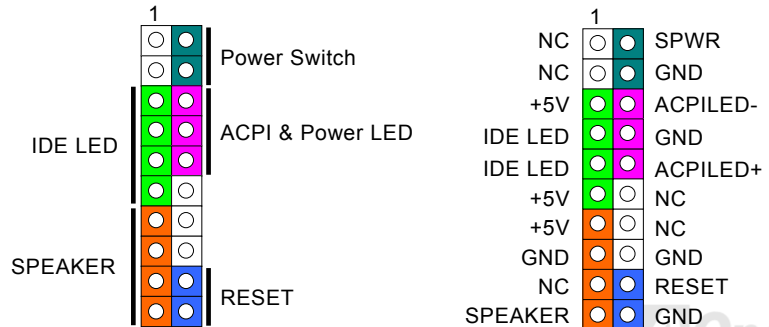 1
Power Switch
IDE LED
ACPI & Power LED
SPEAKER
RESET
1
NC SPWR
NC GND
+5V ACPILED-
IDE LED GND
IDE LED ACPILED+
+5V NC
+5V NC
GND GND
NC RESET
SPEAKER GND